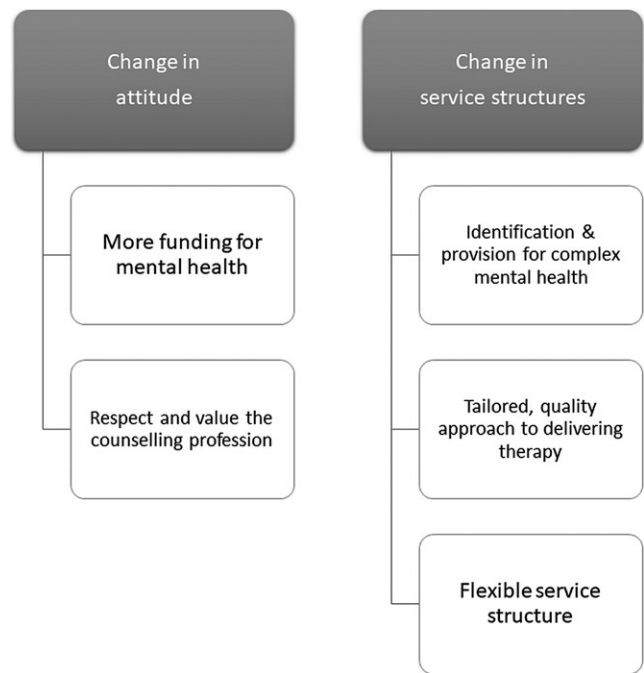 Change in
attitude
More funding for
mental health
Respect and value the
counselling profession
Change in
service structures
Identification &
provision for complex
mental health
Tailored, quality
approach to delivering
therapy
Flexible service
structure